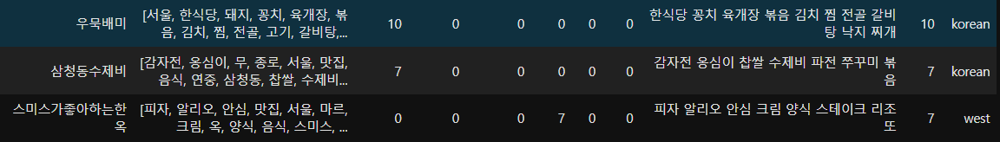 우묵배미 [서울, 한식당, 돼지, 꽁치, 육개장, 볶음, 김치, 찜, 전골, 고기, 갈비탕,... 10 0 0 0 0 0 한식당 꽁치 육개장 볶음 김치 찜 전골 갈비탕 낙지 찌개 10 korean
삼청동수제비 [감자전, 옹심이, 무, 종로, 서울, 맛집, 음식, 연중, 삼청동, 찹쌀, 수제비... 7 0 0 0 0 0 감자전 옹심이 찹쌀 수제비 파전 쭈꾸미 볶음 7 korean
스미스가좋아하는한옥 [피자, 알리오, 안심, 맛집, 서울, 마르, 크림, 옥, 양식, 음식, 스미스, ... 0 0 0 7 0 0 피자 알리오 안심 크림 양식 스테이크 리조또 7 west